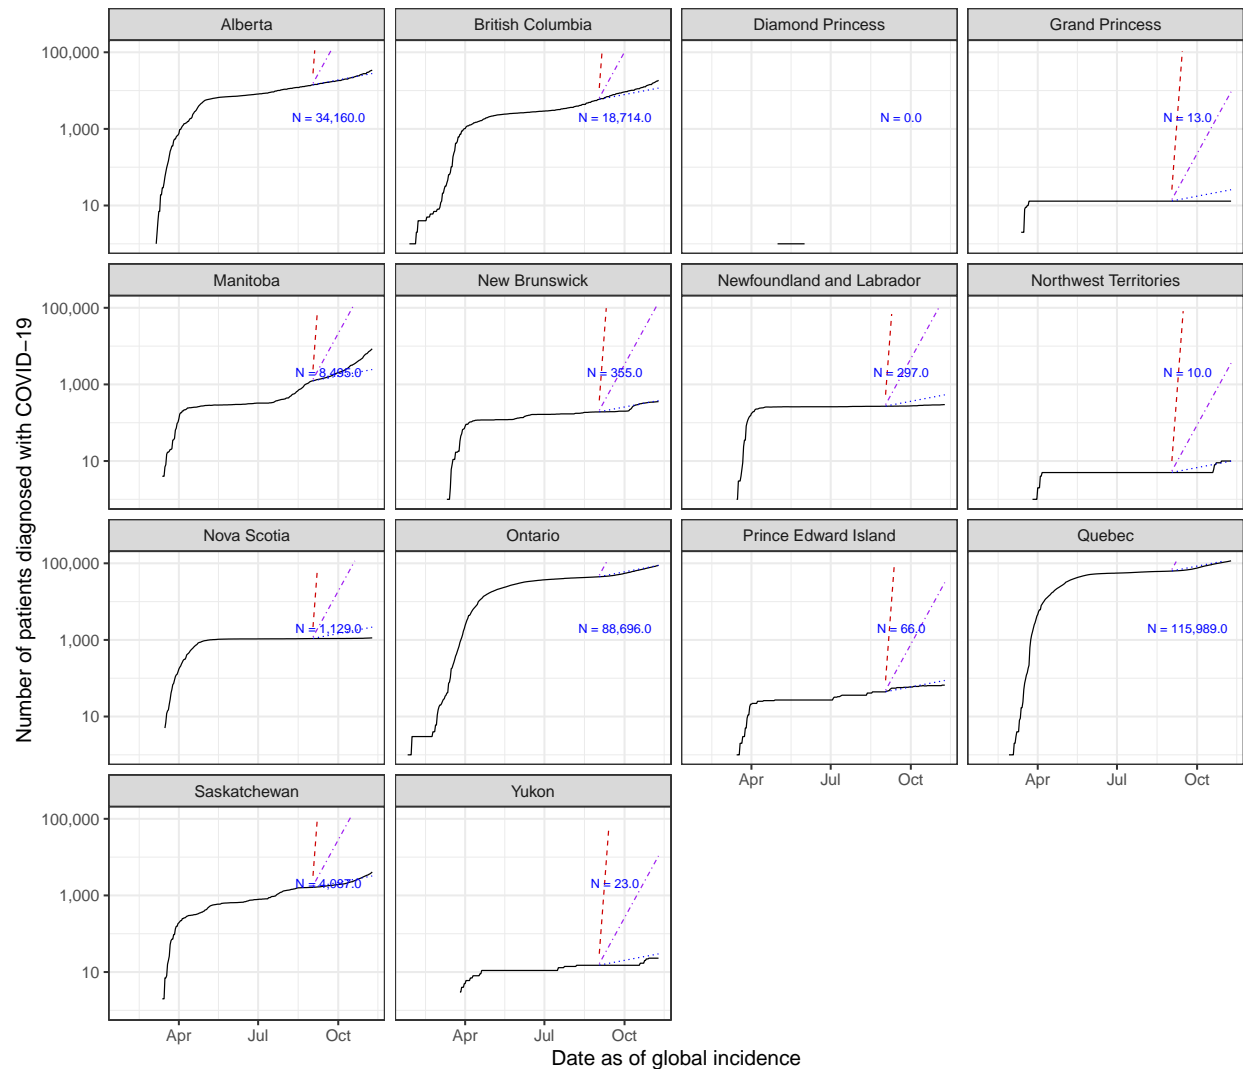 Alberta
British Columbia
Diamond Princess
Grand Princess
100,000
1,000
10
N = 34,160.0
N = 18,714.0
N = 0.0
N = 13.0
Manitoba
New Brunswick
Newfoundland and Labrador
Northwest Territories
100,000
1,000
10
N = 8,495.0
N = 355.0
N = 297.0
N = 10.0
Nova Scotia
Ontario
Prince Edward Island
Quebec
100,000
1,000
10
N = 1,129.0
N = 88,696.0
N = 66.0
N = 115,989.0
Apr Jul Oct
Apr Jul Oct
Saskatchewan
Yukon
100,000
1,000
10
N = 4,087.0
N = 23.0
Apr Jul Oct
Apr Jul Oct
Date as of global incidence
Number of patients diagnosed with COVID−19